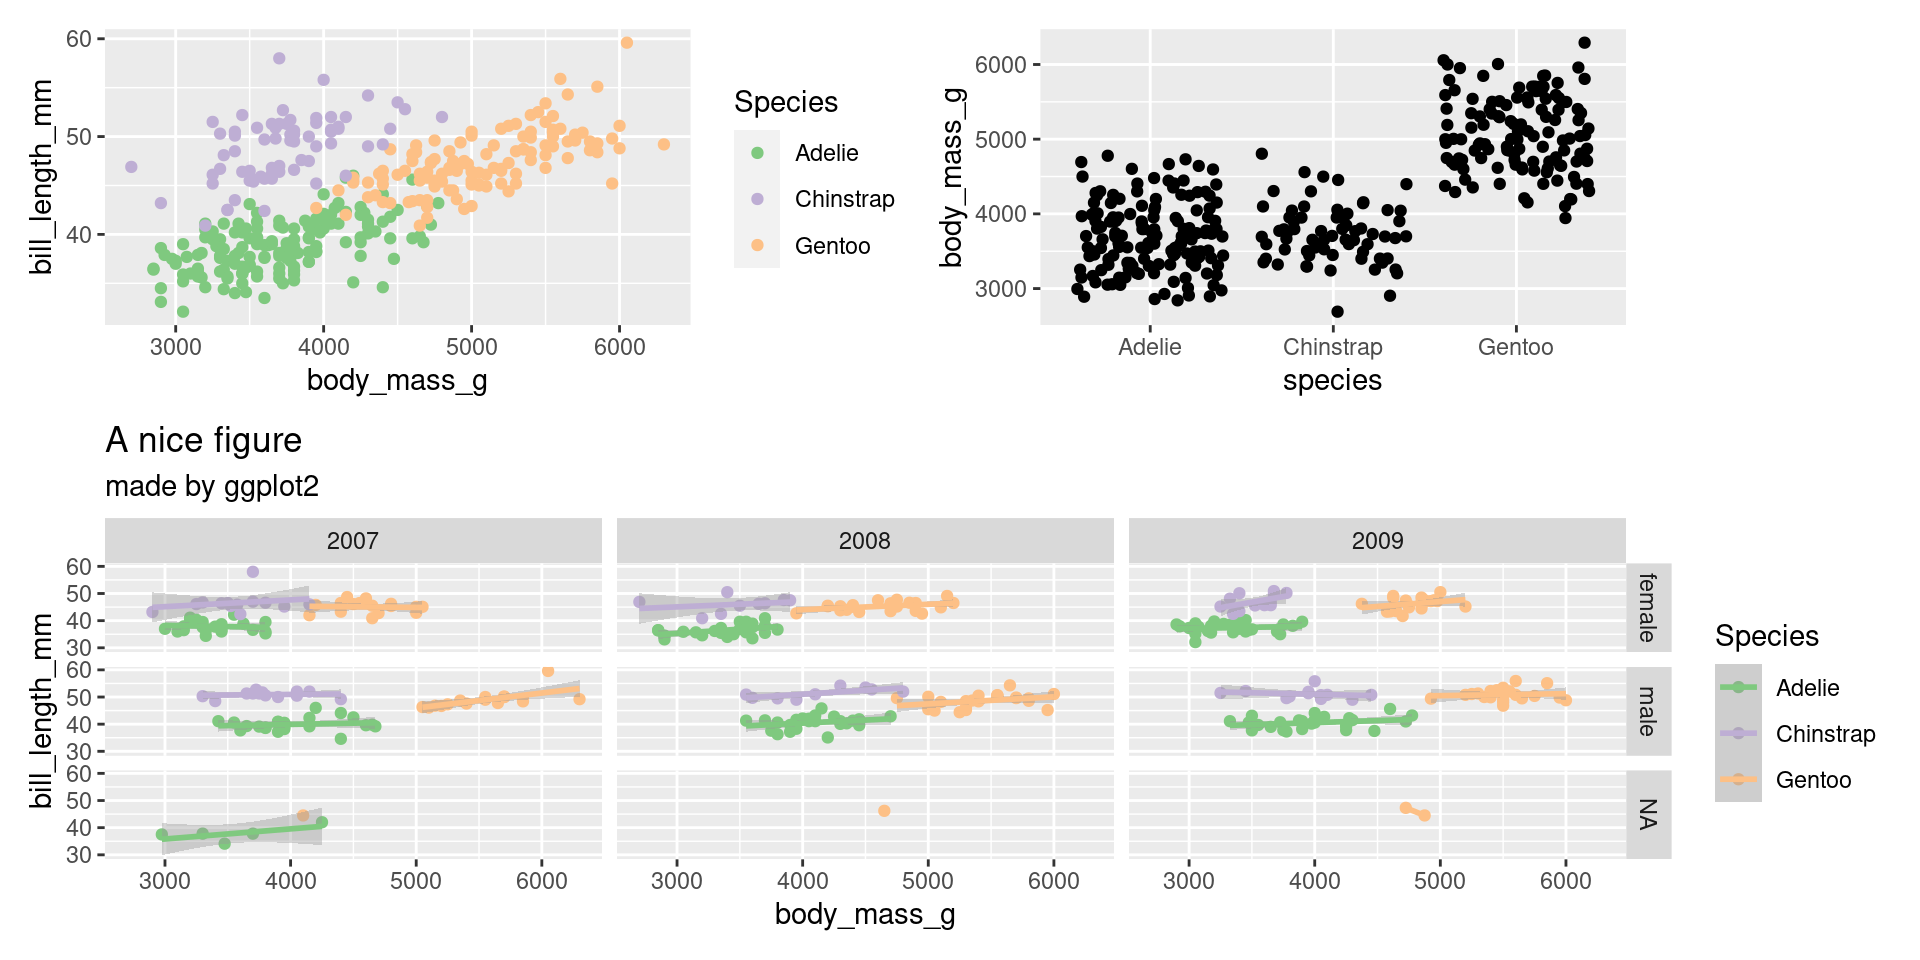 60
50
40
bill_length_mm
3000 4000 5000 6000
body_mass_g
Species
Adelie
Chinstrap
Gentoo
6000
5000
4000
3000
body_mass_g
Adelie Chinstrap Gentoo
species
A nice figure
made by ggplot2
2007 2008 2009
60
50
40
30
female
60
50
40
30
male
60
50
40
30
NA
bill_length_mm
3000 4000 5000 6000 3000 4000 5000 6000 3000 4000 5000 6000
body_mass_g
Species
Adelie
Chinstrap
Gentoo